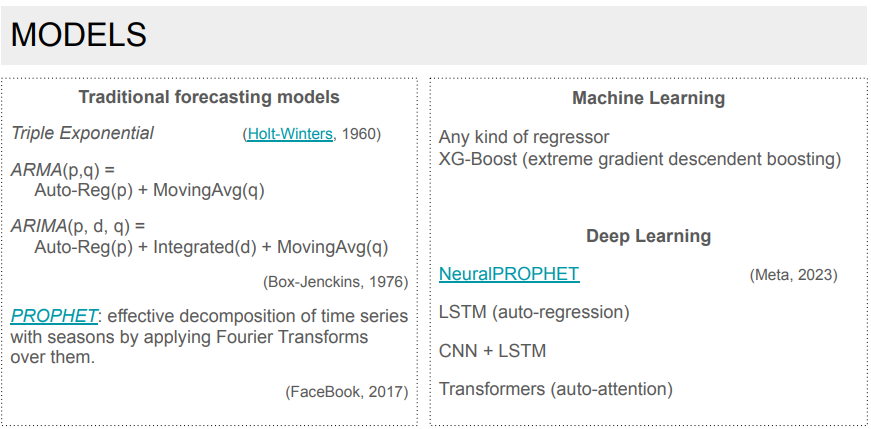 MODELS
Traditional forecasting models
Triple Exponential (Holt-Winters, 1960)
ARMA(p,q) =
Auto-Reg(p) + MovingAvg(q)
ARIMA(p, d, q) =
Auto-Reg(p) + Integrated(d) + MovingAvg(q)
(Box-Jenckins, 1976)
PROPHET: effective decomposition of time series
with seasons by applying Fourier Transforms
over them.
(FaceBook, 2017)
Machine Learning
Any kind of regressor
XG-Boost (extreme gradient descendent boosting)
Deep Learning
NeuralPROPHET (Meta, 2023)
LSTM (auto-regression)
CNN + LSTM
Transformers (auto-attention)